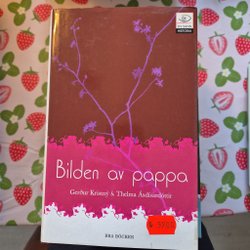 Bilden av pappa
Gerður Kristný & Thelma Ásdísardóttir
BRA BÖCKER